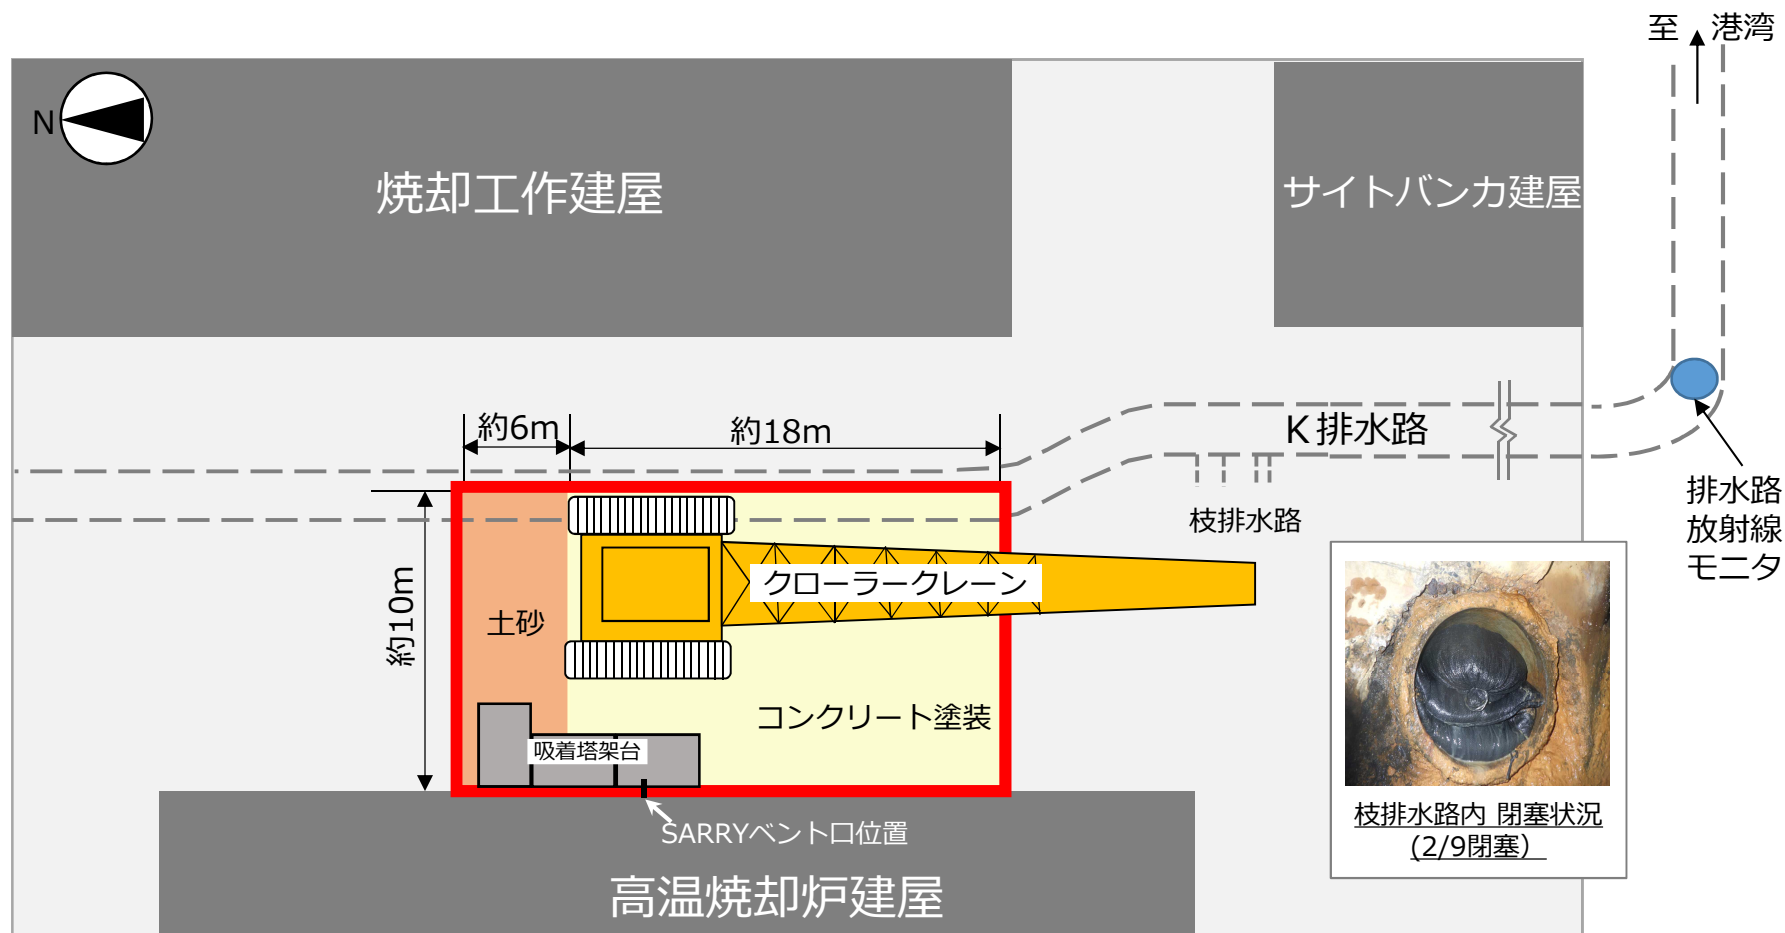 至 港湾
N
焼却工作建屋
サイトバンカ建屋
約6m
約18m
K排水路
排水路
放射線
モニタ
枝排水路
クローラークレーン
約10m
土砂
コンクリート塗装
吸着塔架台
SARRYベント口位置
高温焼却炉建屋
枝排水路内 閉塞状況
(2/9閉塞)